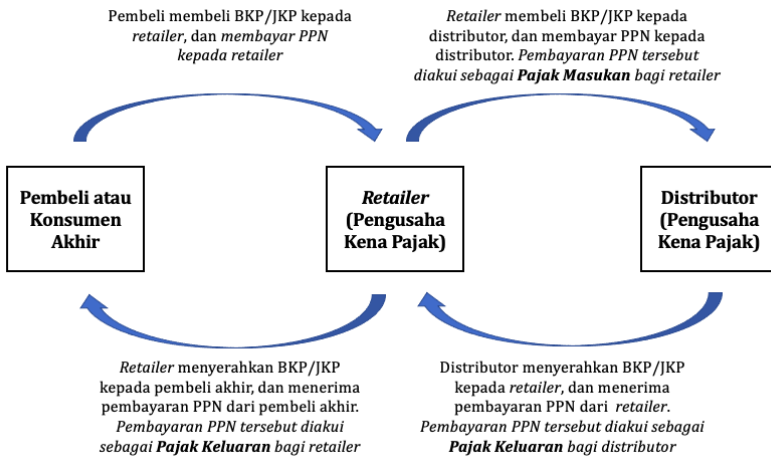 Pembeli membeli BKP/JKP kepada
retailer, dan membayar PPN
kepada retailer
Retailer membeli BKP/JKP kepada
distributor, dan membayar PPN kepada
distributor. Pembayaran PPN tersebut
diakui sebagai Pajak Masukan bagi retailer
Pembeli atau
Konsumen
Akhir
Retailer
(Pengusaha
Kena Pajak)
Distributor
(Pengusaha
Kena Pajak)
Retailer menyerahkan BKP/JKP
kepada pembeli akhir, dan menerima
pembayaran PPN dari pembeli akhir.
Pembayaran PPN tersebut diakui
sebagai Pajak Keluaran bagi retailer
Distributor menyerahkan BKP/JKP
kepada retailer, dan menerima
pembayaran PPN dari retailer.
Pembayaran PPN tersebut diakui sebagai
Pajak Keluaran bagi distributor